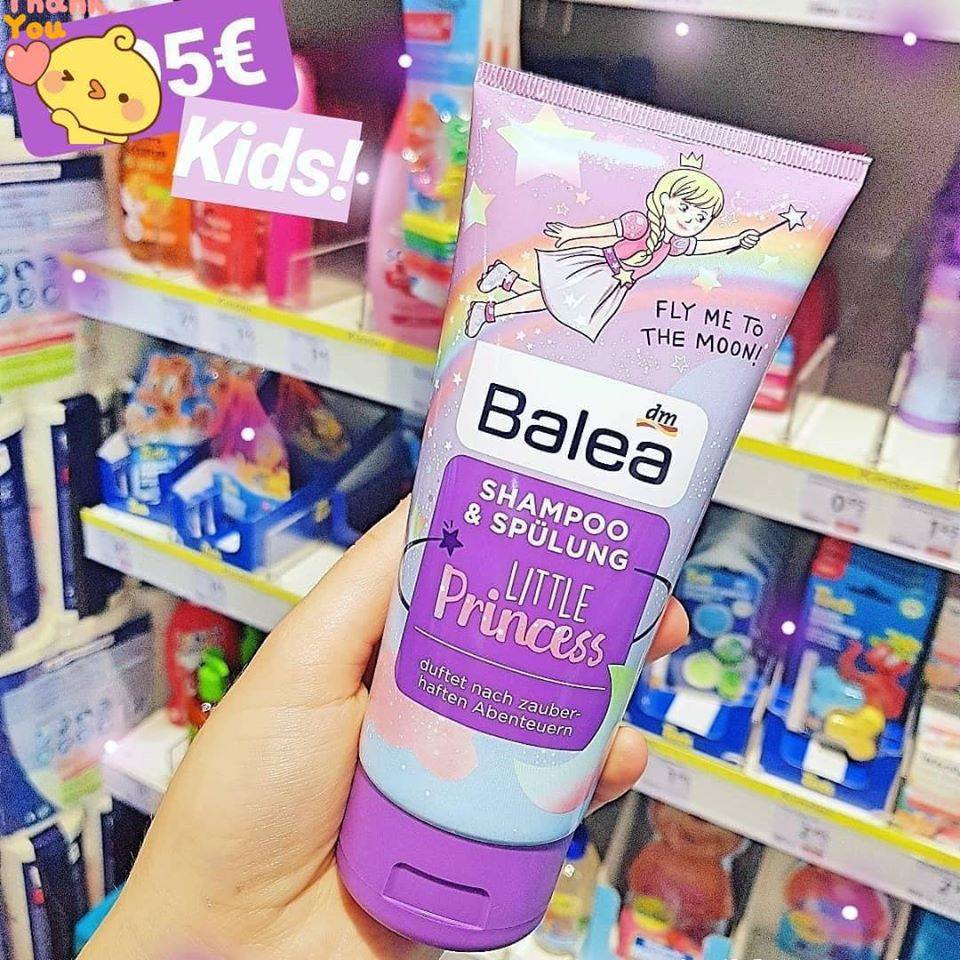 Thank
You
5€
Kids!
FLY ME TO
THE MOON!
dm
Balea
SHAMPOO
& SPÜLUNG
LITTLE
Princess
duftet nach zauber-
haften Abenteuern